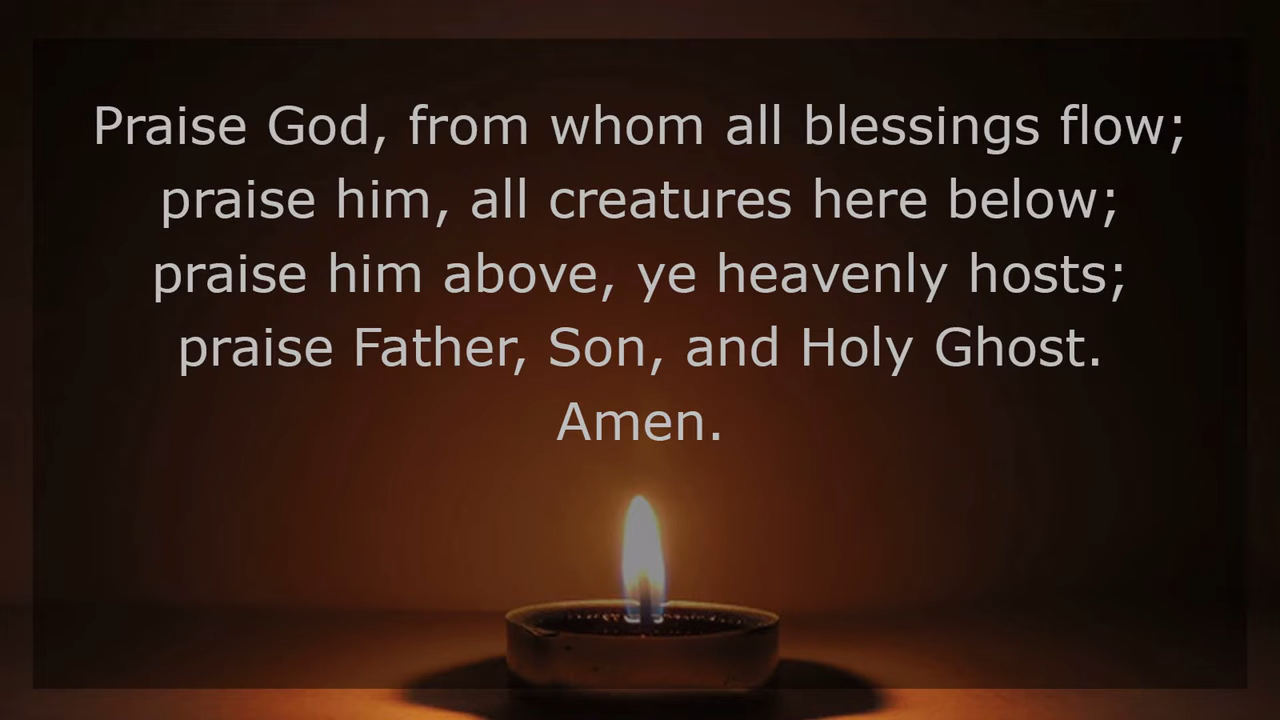 Praise God, from whom all blessings flow;
praise him, all creatures here below;
praise him above, ye heavenly hosts;
praise Father, Son, and Holy Ghost.
Amen.